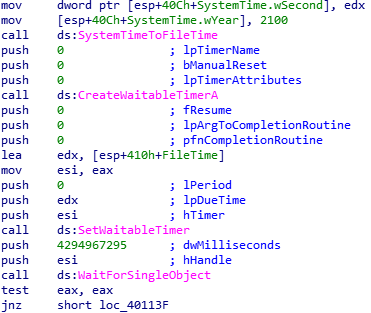 mov     dword ptr [esp+40Ch+SystemTime.wSecond], edx
mov     [esp+40Ch+SystemTime.wYear], 2100
call    ds:SystemTimeToFileTime
push    0               ; lpTimerName
push    0               ; bManualReset
push    0               ; lpTimerAttributes
call    ds:CreateWaitableTimerA
push    0               ; fResume
push    0               ; lpArgToCompletionRoutine
push    0               ; pfnCompletionRoutine
lea     edx, [esp+410h+FileTime]
mov     esi, eax
push    0               ; lPeriod
push    edx             ; lpDueTime
push    esi             ; hTimer
call    ds:SetWaitableTimer
push    4294967295      ; dwMilliseconds
push    esi             ; hHandle
call    ds:WaitForSingleObject
test    eax, eax
jnz     short loc_40113F